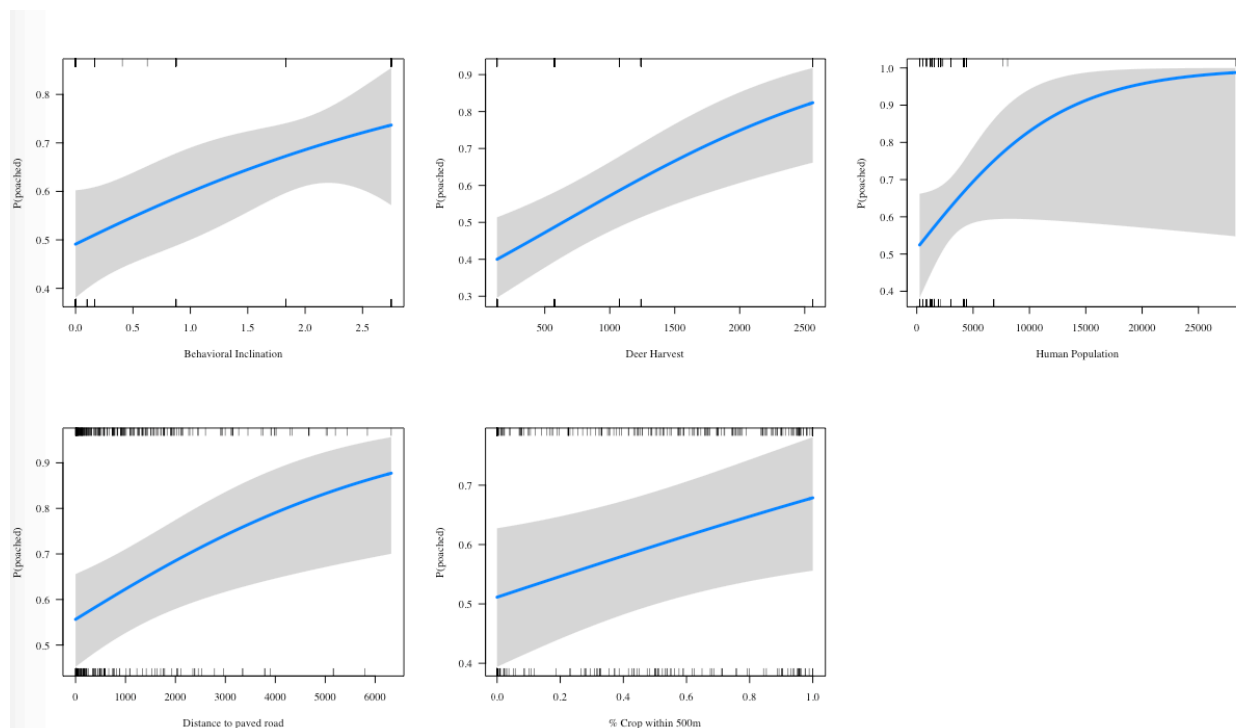 P(poached)
0.8
0.7
0.6
0.5
0.4
0.0 0.5 1.0 1.5 2.0 2.5
Behavioral Inclination
P(poached)
0.9
0.8
0.7
0.6
0.5
0.4
0.3
500 1000 1500 2000 2500
Deer Harvest
P(poached)
1.0
0.9
0.8
0.7
0.6
0.5
0.4
0 5000 10000 15000 20000 25000
Human Population
P(poached)
0.9
0.8
0.7
0.6
0.5
0 1000 2000 3000 4000 5000 6000
Distance to paved road
P(poached)
0.7
0.6
0.5
0.4
0.0 0.2 0.4 0.6 0.8 1.0
% Crop within 500m